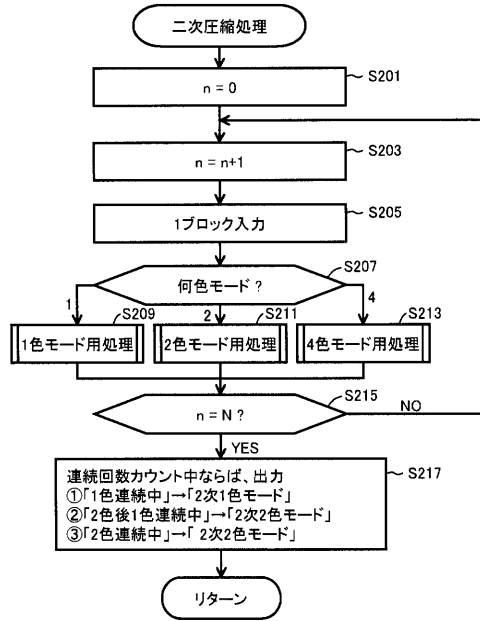 二次圧縮処理
n = 0
S201
n = n+1
S203
1ブロック入力
S205
何色モード?
S207
1
2
4
1色モード用処理
S209
2色モード用処理
S211
4色モード用処理
S213
n = N ?
S215
NO
YES
連続回数カウント中ならば、出力
①「1色連続中」→「2次1色モード」
②「2色後1色連続中」→「2次2色モード」
③「2色連続中」→「 2次2色モード」
S217
リターン